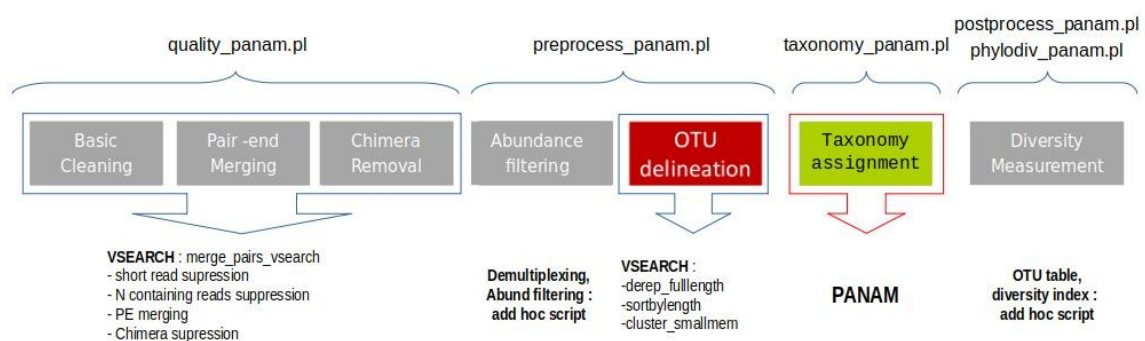 postprocess_panam.pl
quality_panam.pl
preprocess_panam.pl
taxonomy_panam.pl
phylodiv_panam.pl
Basic
Cleaning
Pair -end
Merging
Chimera
Removal
Abundance
filtering
OTU
delineation
Taxonomy
assignment
Diversity
Measurement
VSEARCH : merge_pairs_vsearch
- short read supression
- N containing reads suppression
- PE merging
- Chimera supression
Demultiplexing,
Abund filtering :
add hoc script
VSEARCH :
-derep_fulllength
-sortbylength
-cluster_smallmem
PANAM
OTU table,
diversity index :
add hoc script